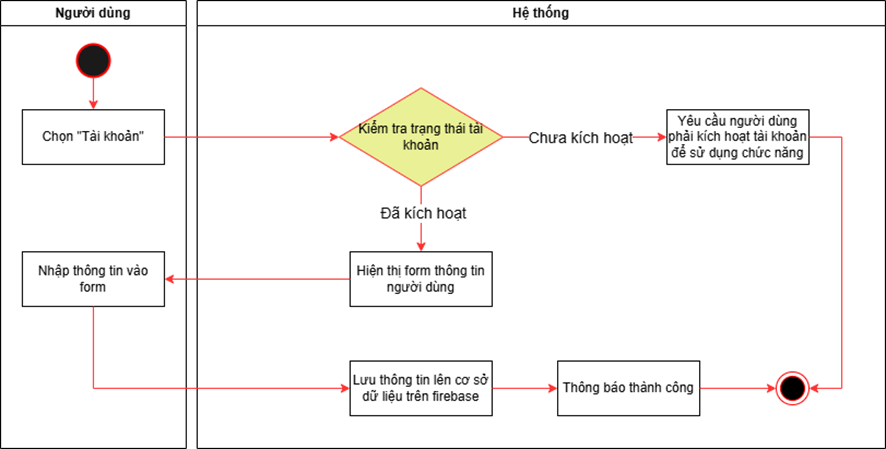 Người dùng
Hệ thống
Chọn "Tài khoản"
Kiểm tra trạng thái tài
khoản
Chưa kích hoạt
Yêu cầu người dùng
phải kích hoạt tài khoản
để sử dụng chức năng
Đã kích hoạt
Nhập thông tin vào
form
Hiện thị form thông tin
người dùng
Lưu thông tin lên cơ sở
dữ liệu trên firebase
Thông báo thành công